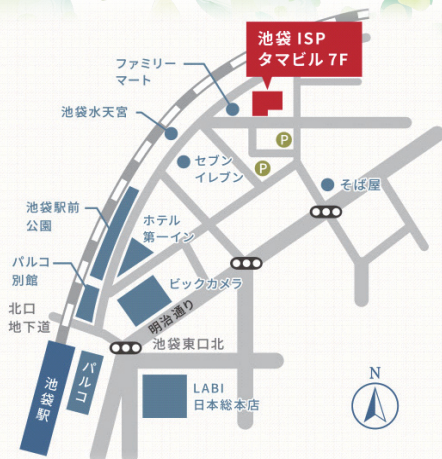 池袋 ISP
タマビル 7F
ファミリー
マート
池袋水天宮
P
P
セブン
イレブン
そば屋
池袋駅前
公園
ホテル
第一イン
パルコ
別館
ビックカメラ
北口
地下道
明治通り
池袋東口北
池袋駅
パルコ
LABI
日本総本店
N